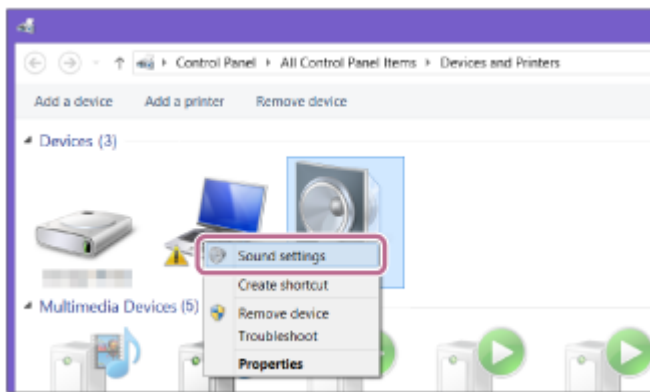 Control Panel All Control Panel Items Devices and Printers
Add a device Add a printer Remove device
Devices (3)
Sound settings
Create shortcut
Multimedia Devices (5)
Remove device
Troubleshoot
Properties